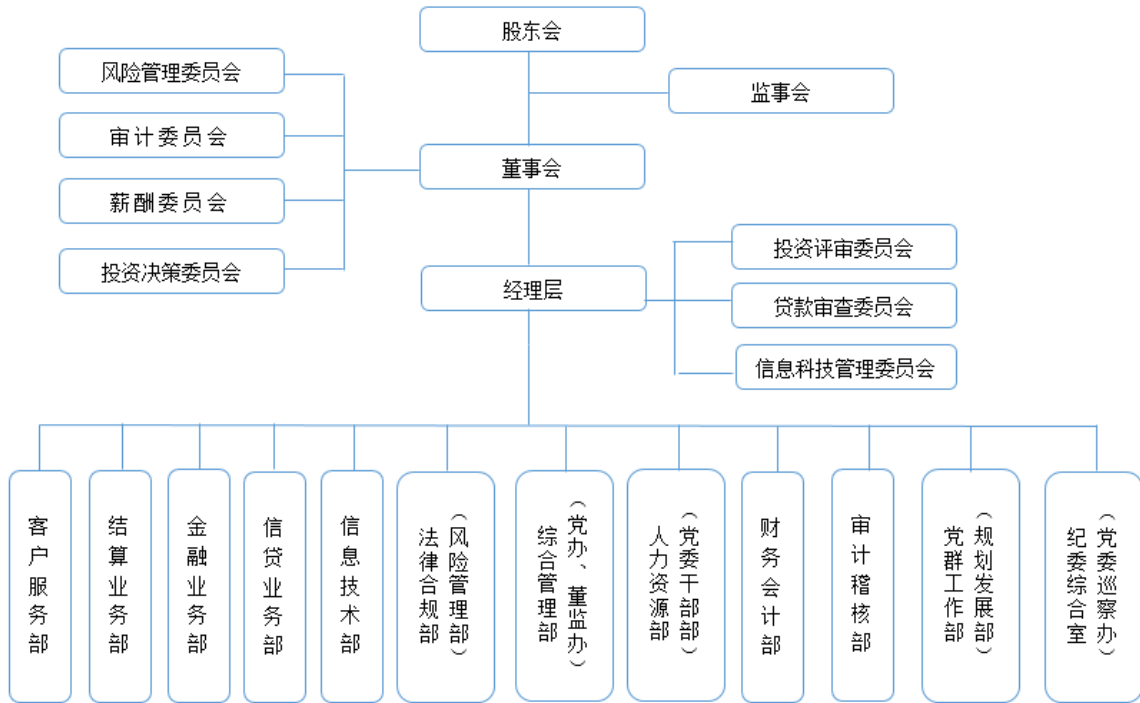 股东会
风险管理委员会
监事会
审计委员会
董事会
薪酬委员会
投资评审委员会
投资决策委员会
经理层
贷款审查委员会
信息科技管理委员会
客户服务部
结算业务部
金融业务部
信贷业务部
信息技术部
法律合规部
（风险管理部）
综合管理部
（党办、董监办）
人力资源部
（党委干部部）
财务会计部
审计稽核部
党群工作部
（规划发展部）
纪委综合室
（党委巡察办）